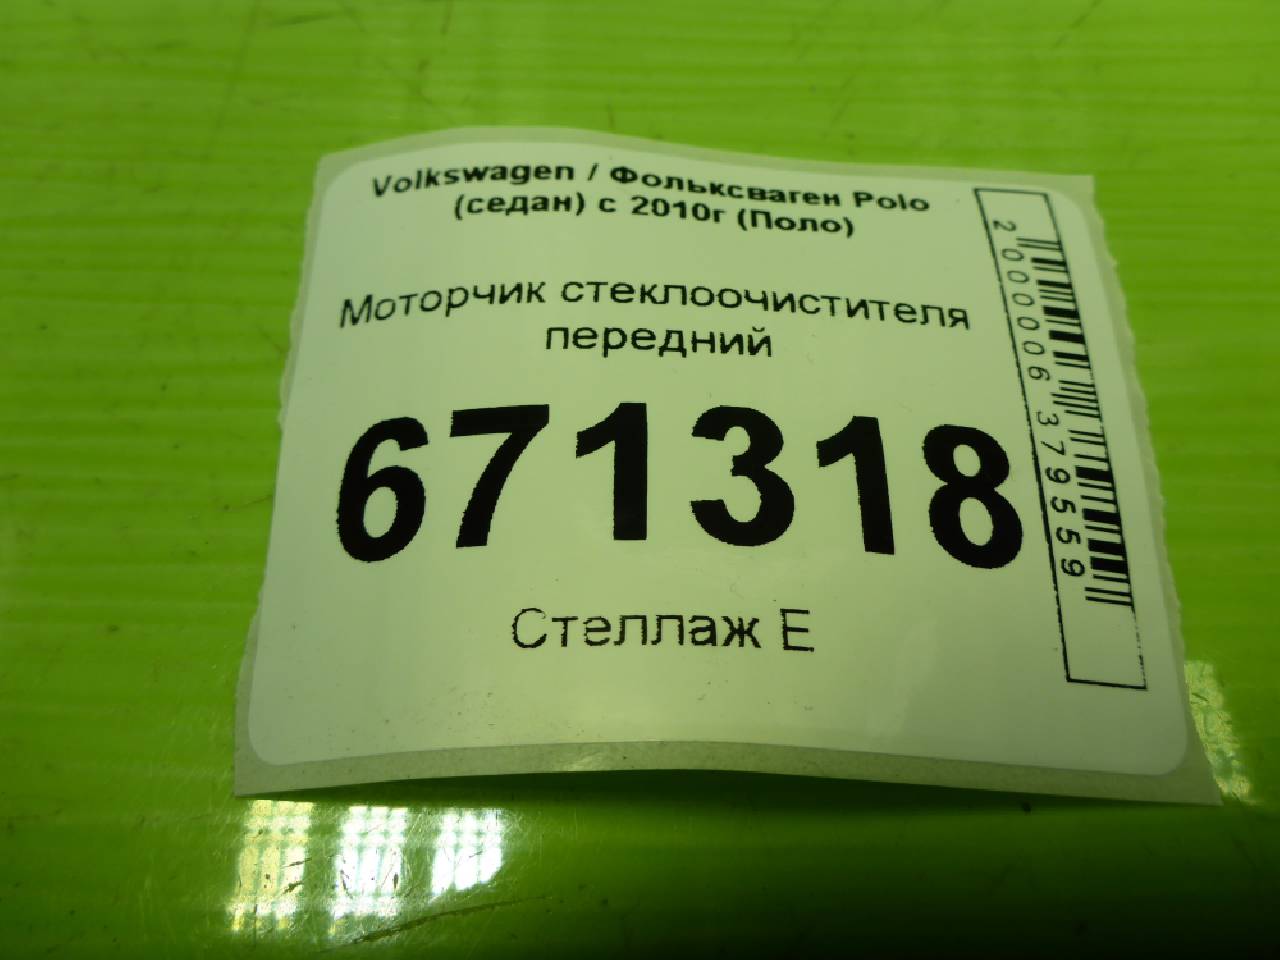 Volkswagen / Фольксваген Polo
(седан) с 2010г (Поло)
Моторчик стеклоочистителя
передний
671318
Стеллаж Е
2000006379559